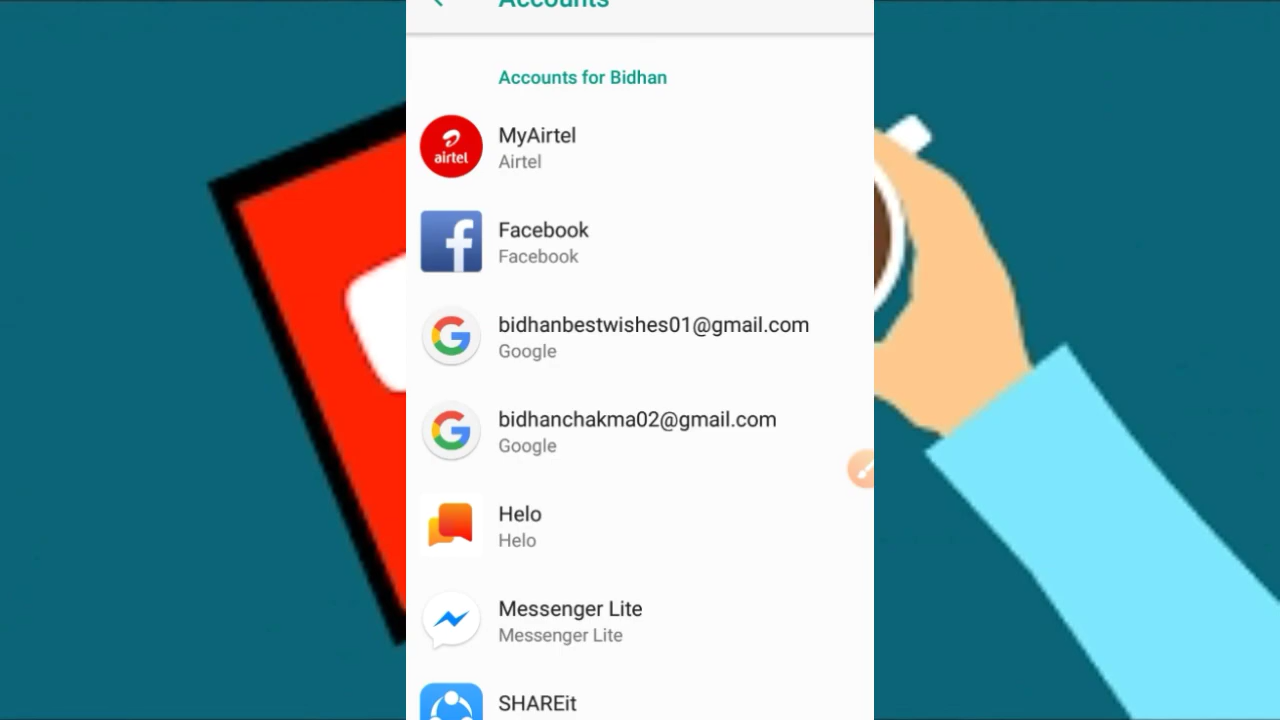 Accounts
Accounts for Bidhan
airtel
MyAirtel
Airtel
Facebook
Facebook
bidhanbestwishes01@gmail.com
Google
bidhanchakma02@gmail.com
Google
Helo
Helo
Messenger Lite
Messenger Lite
SHAREit